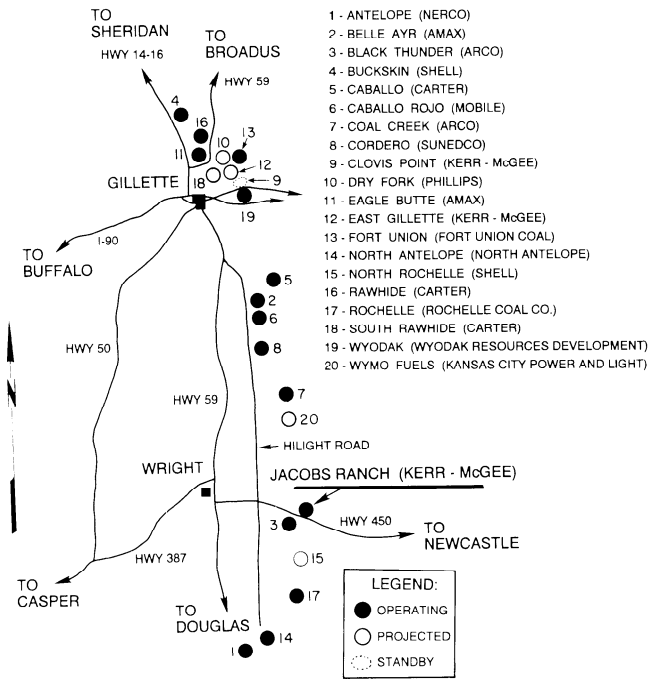 TO
SHERIDAN
HWY 14-16
TO
BROADUS
HWY 59
4
16
11
10
13
12
9
18
19
GILLETTE
I-90
TO
BUFFALO
HWY 50
5
2
6
8
7
20
HWY 59
HILIGHT ROAD
WRIGHT
JACOBS RANCH (KERR - McGEE)
3
HWY 450
TO
NEWCASTLE
HWY 387
TO
CASPER
15
17
TO
DOUGLAS
14
1
N
1 - ANTELOPE (NERCO)
2 - BELLE AYR (AMAX)
3 - BLACK THUNDER (ARCO)
4 - BUCKSKIN (SHELL)
5 - CABALLO (CARTER)
6 - CABALLO ROJO (MOBILE)
7 - COAL CREEK (ARCO)
8 - CORDERO (SUNEDCO)
9 - CLOVIS POINT (KERR - McGEE)
10 - DRY FORK (PHILLIPS)
11 - EAGLE BUTTE (AMAX)
12 - EAST GILLETTE (KERR - McGEE)
13 - FORT UNION (FORT UNION COAL)
14 - NORTH ANTELOPE (NORTH ANTELOPE)
15 - NORTH ROCHELLE (SHELL)
16 - RAWHIDE (CARTER)
17 - ROCHELLE (ROCHELLE COAL CO.)
18 - SOUTH RAWHIDE (CARTER)
19 - WYODAK (WYODAK RESOURCES DEVELOPMENT)
20 - WYMO FUELS (KANSAS CITY POWER AND LIGHT)
LEGEND:
OPERATING
PROJECTED
STANDBY